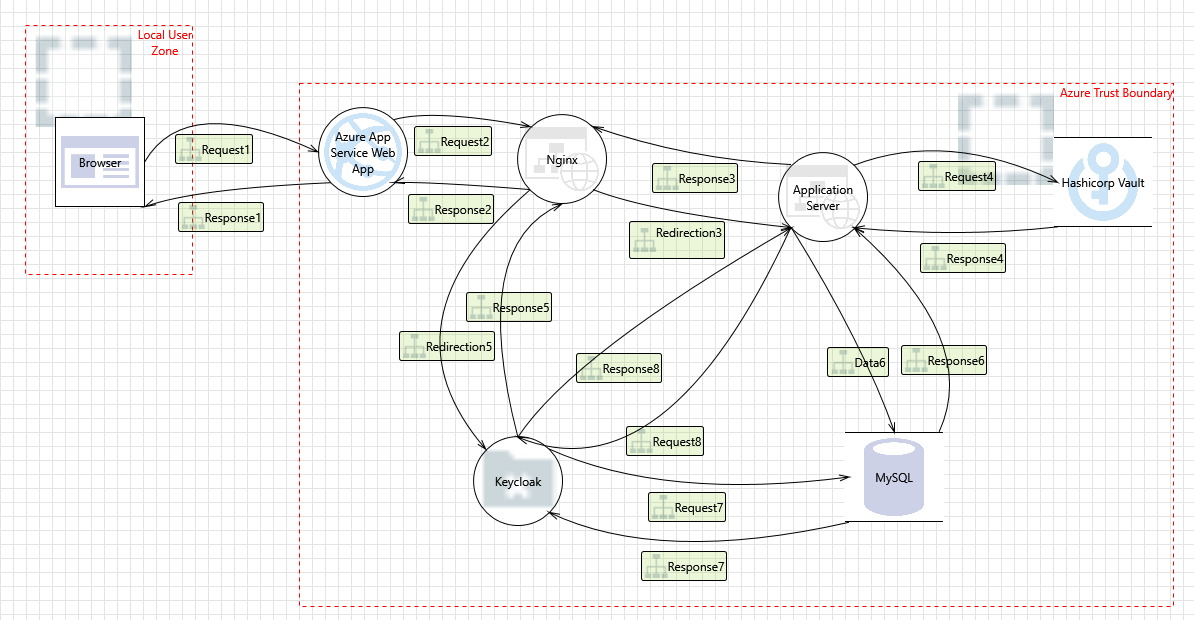 Local User
Zone
Azure Trust Boundary
Browser
Request1
Azure App
Service Web
App
Request2
Nginx
Response3
Application
Server
Request4
Hashicorp Vault
Response1
Response2
Redirection3
Response4
Response5
Redirection5
Response8
Data6
Response6
Request8
Keycloak
MySQL
Request7
Response7